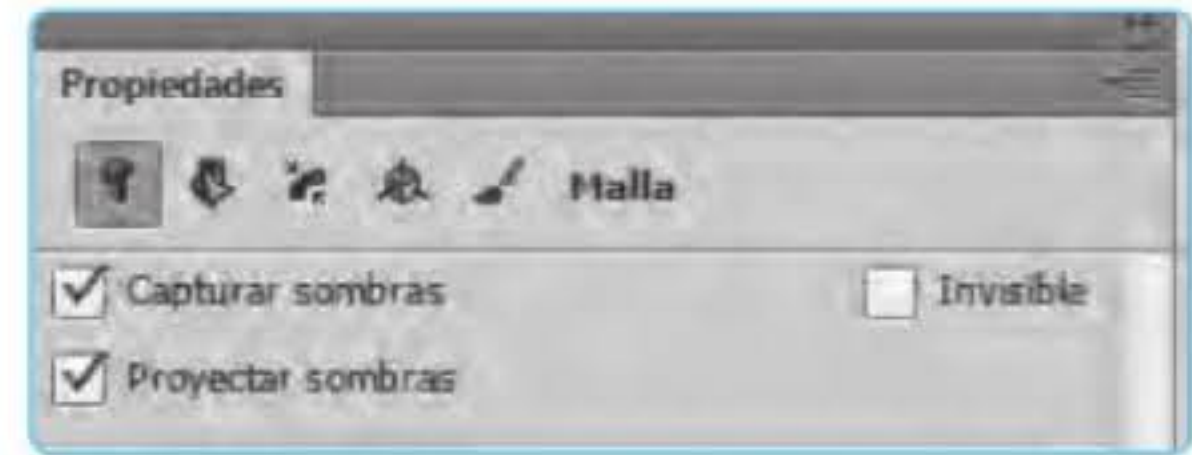 Propiedades
Malla
Capturar sombras
Invisible
Proyectar sombras